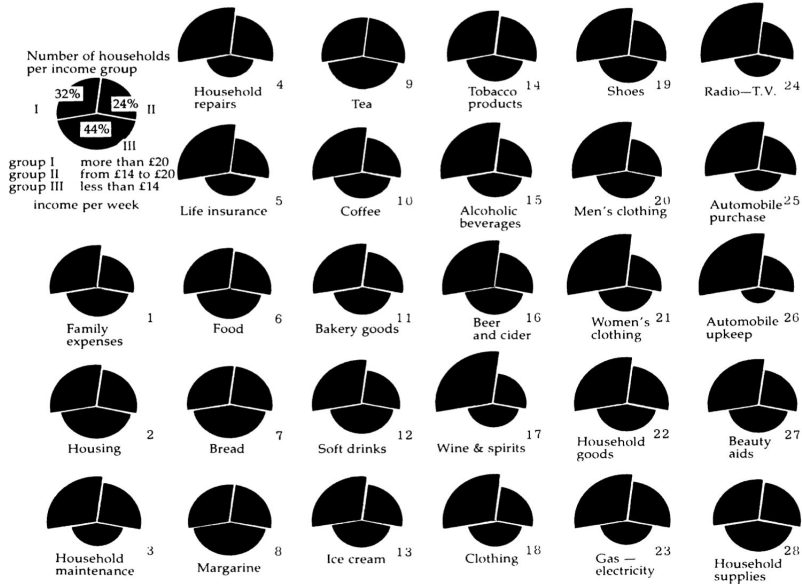 Number of households
per income group
32%
I
24%
II
44%
III
group I more than £20
group II from £14 to £20
group III less than £14
income per week
4
Household
repairs
9
Tea
14
Tobacco
products
19
Shoes
24
Radio—T.V.
5
Life insurance
10
Coffee
15
Alcoholic
beverages
20
Men's clothing
25
Automobile
purchase
1
Family
expenses
6
Food
11
Bakery goods
16
Beer
and cider
21
Women's
clothing
26
Automobile
upkeep
2
Housing
7
Bread
12
Soft drinks
17
Wine & spirits
22
Household
goods
27
Beauty
aids
3
Household
maintenance
8
Margarine
13
Ice cream
18
Clothing
23
Gas —
electricity
28
Household
supplies